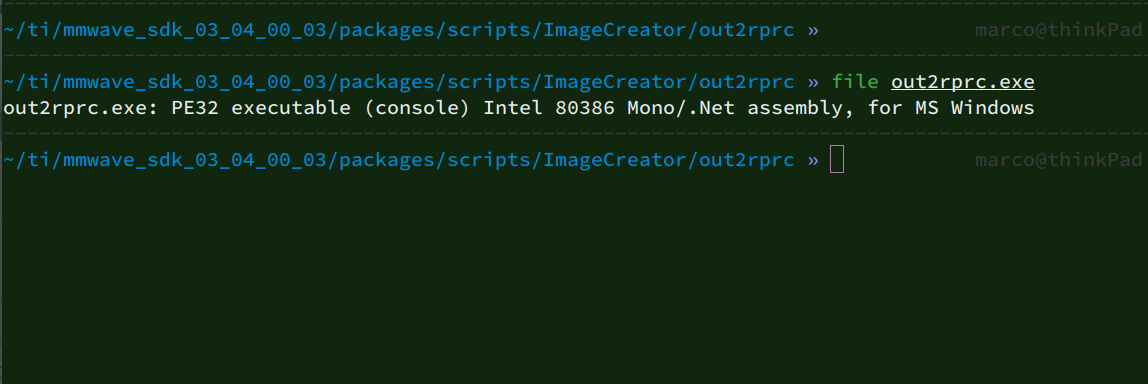 ~/ti/mmwave_sdk_03_04_00_03/packages/scripts/ImageCreator/out2rprc » marco@thinkPad
~/ti/mmwave_sdk_03_04_00_03/packages/scripts/ImageCreator/out2rprc » file out2rprc.exe
out2rprc.exe: PE32 executable (console) Intel 80386 Mono/.Net assembly, for MS Windows
~/ti/mmwave_sdk_03_04_00_03/packages/scripts/ImageCreator/out2rprc » marco@thinkPad